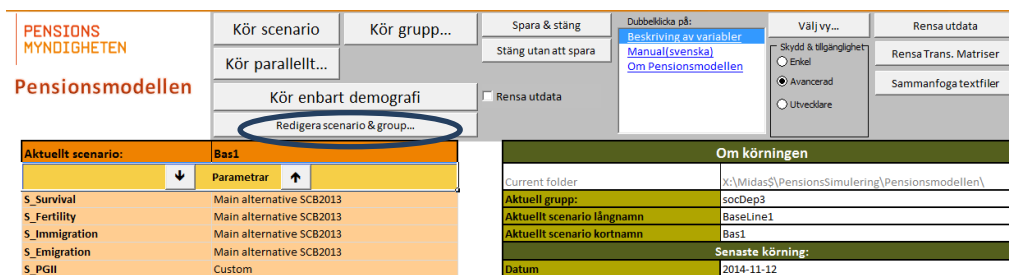 PENSIONS
MYNDIGHETEN
Pensionsmodellen
Kör scenario
Kör grupp...
Kör parallellt...
Kör enbart demografi
Redigera scenario & group...
Spara & stäng
Stäng utan att spara
Rensa utdata
Dubbelklicka på:
Beskriving av variabler
Manual(svenska)
Om Pensionsmodellen
Välj vy...
Skydd & tillgänglighet
Enkel
Avancerad
Utvecklare
Rensa utdata
Rensa Trans. Matriser
Sammanfoga textfiler
Aktuellt scenario: Bas1
Parametrar
S_Survival Main alternative SCB2013
S_Fertility Main alternative SCB2013
S_Immigration Main alternative SCB2013
S_Emigration Main alternative SCB2013
S_PGII Custom
Om körningen
Current folder X:\Midas$\PensionsSimulering\Pensionsmodellen\
Aktuell grupp: socDep3
Aktuellt scenario långnamn BaseLine1
Aktuellt scenario kortnamn Bas1
Senaste körning:
Datum 2014-11-12